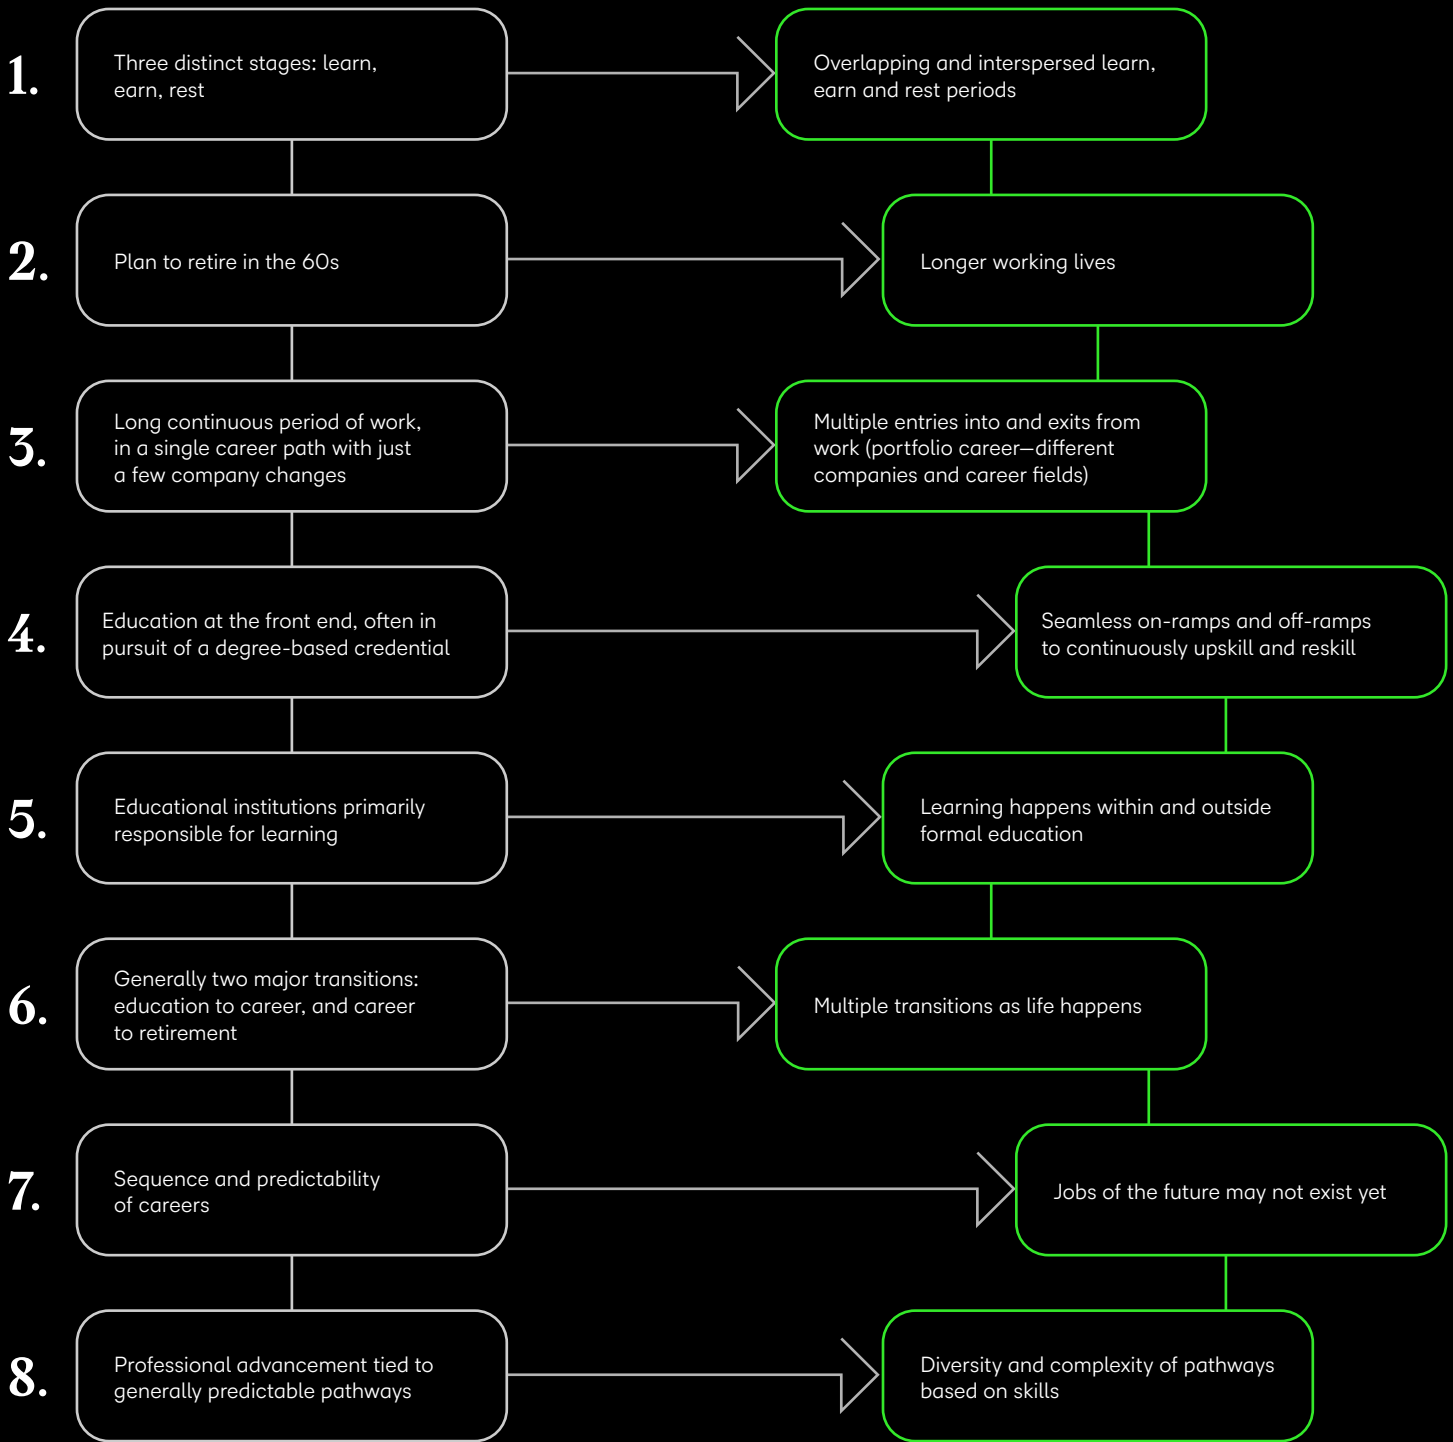 1.
Three distinct stages: learn,
earn, rest
Overlapping and interspersed learn,
earn and rest periods
2.
Plan to retire in the 60s
Longer working lives
3.
Long continuous period of work,
in a single career path with just
a few company changes
Multiple entries into and exits from
work (portfolio career—different
companies and career fields)
4.
Education at the front end, often in
pursuit of a degree-based credential
Seamless on-ramps and off-ramps
to continuously upskill and reskill
5.
Educational institutions primarily
responsible for learning
Learning happens within and outside
formal education
6.
Generally two major transitions:
education to career, and career
to retirement
Multiple transitions as life happens
7.
Sequence and predictability
of careers
Jobs of the future may not exist yet
8.
Professional advancement tied to
generally predictable pathways
Diversity and complexity of pathways
based on skills